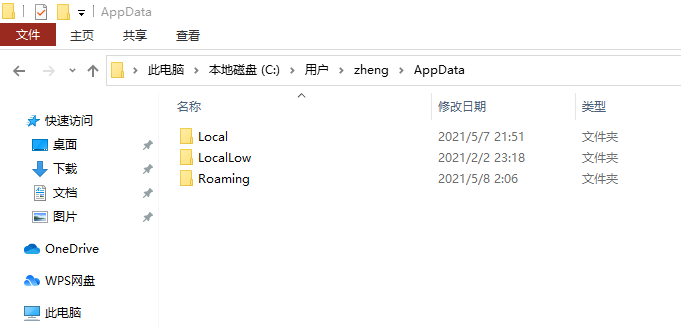 AppData
文件 主页 共享 查看
此电脑 本地磁盘 (C:) 用户 zheng AppData
名称 修改日期 类型
快速访问
桌面
下载
文档
图片
OneDrive
WPS网盘
此电脑
Local 2021/5/7 21:51 文件夹
LocalLow 2021/2/2 23:18 文件夹
Roaming 2021/5/8 2:06 文件夹